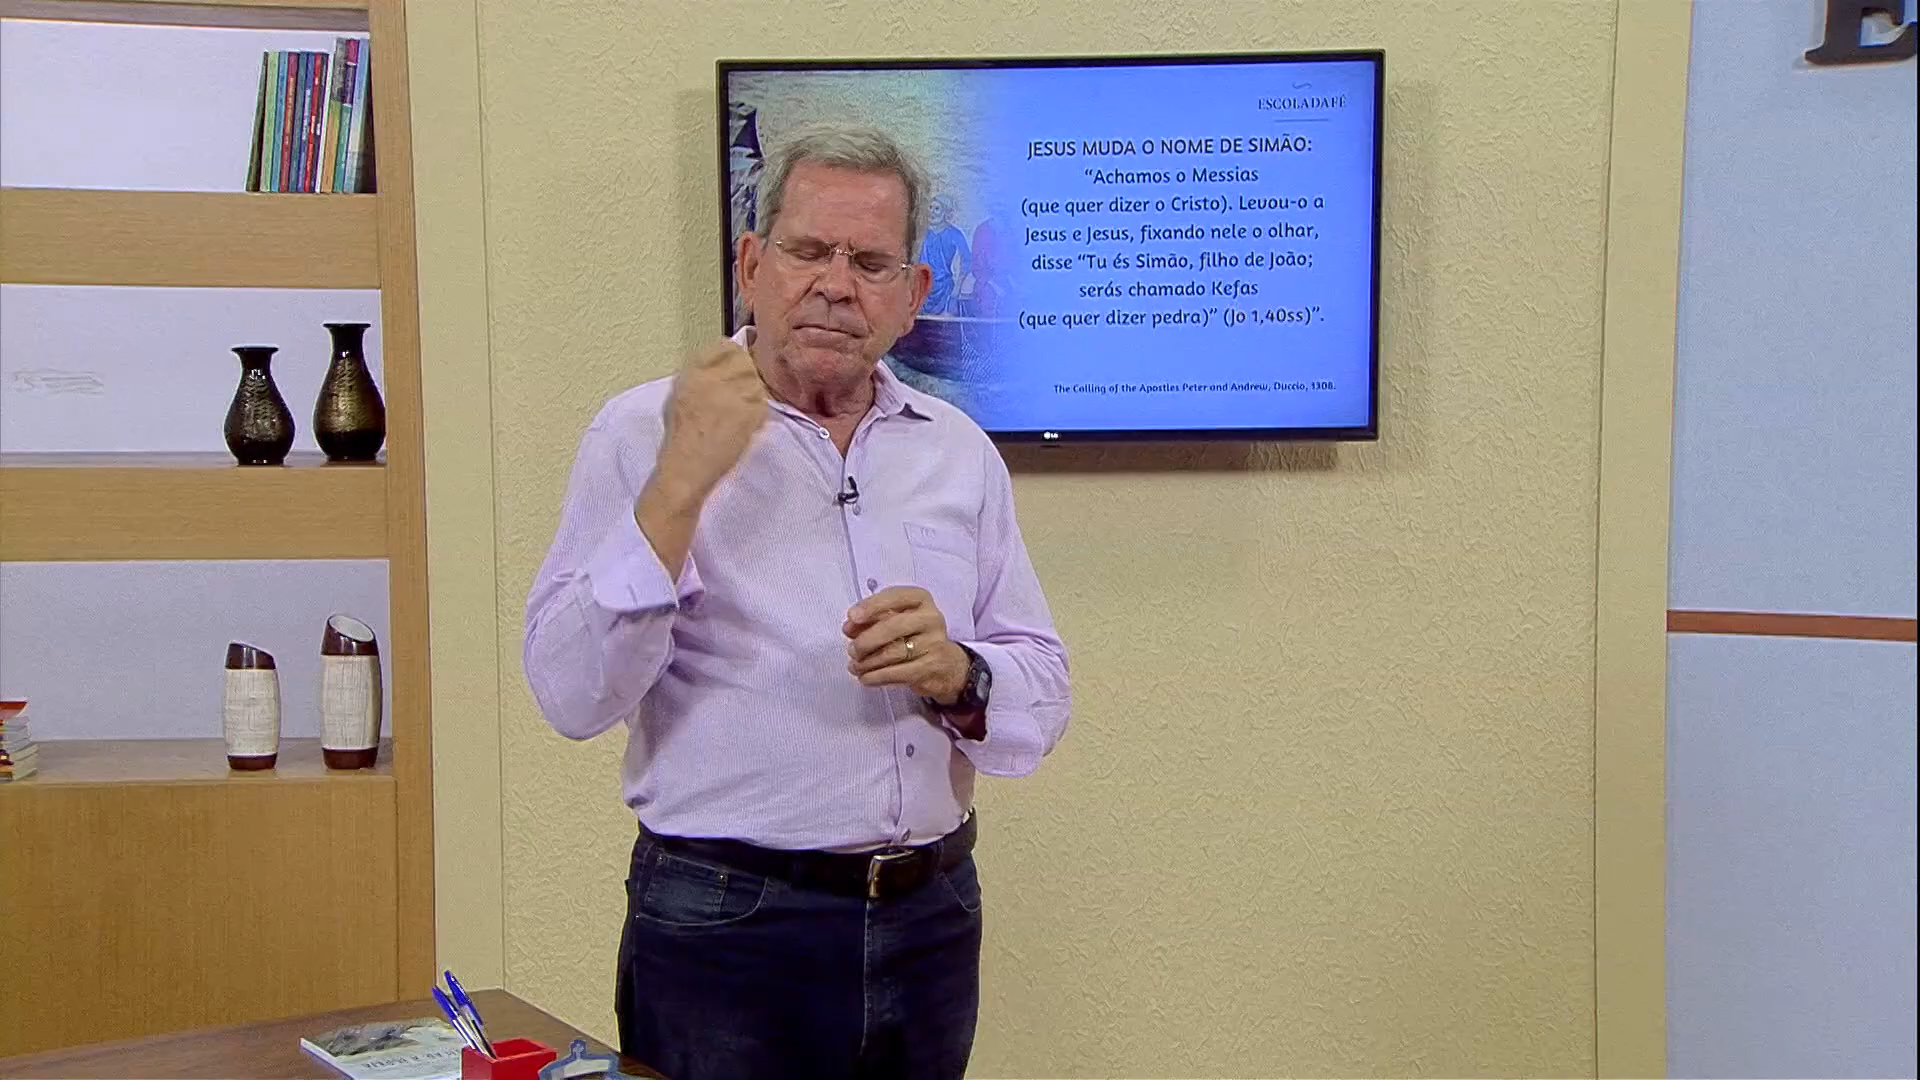 E
ESCOLADAFÉ
JESUS MUDA O NOME DE SIMÃO:
“Achamos o Messias
(que quer dizer o Cristo). Levou-o a
Jesus e Jesus, fixando nele o olhar,
disse “Tu és Simão, filho de João;
serás chamado Kefas
(que quer dizer pedra)” (Jo 1,40ss)”.
The Calling of the Apostles Peter and Andrew, Duccio, 1308.
LG